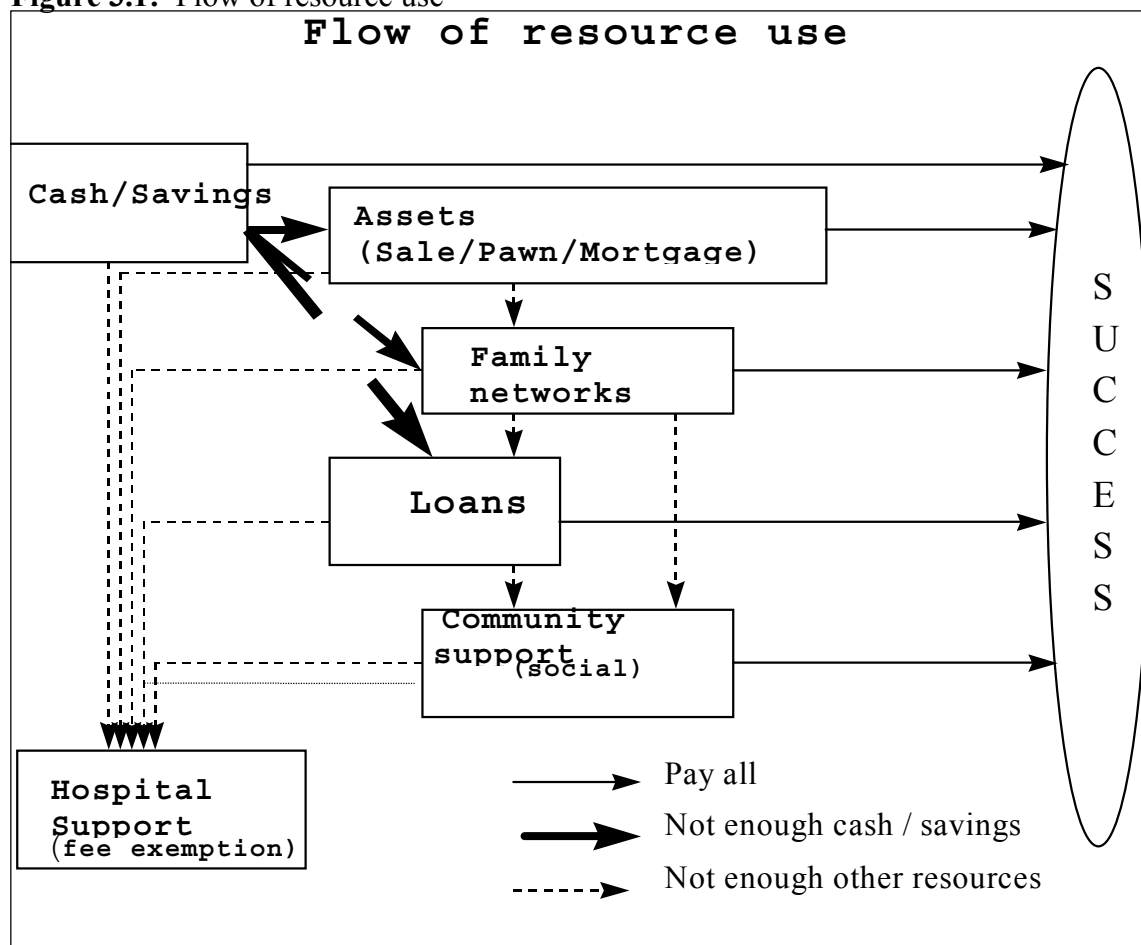 Figure 3.1: Flow of resource use
Flow of resource use
Cash/Savings
Assets
(Sale/Pawn/Mortgage)
Family
networks
Loans
Community
support
(social)
Hospital
Support
(fee exemption)
S
U
C
C
E
S
S
Pay all
Not enough cash / savings
Not enough other resources